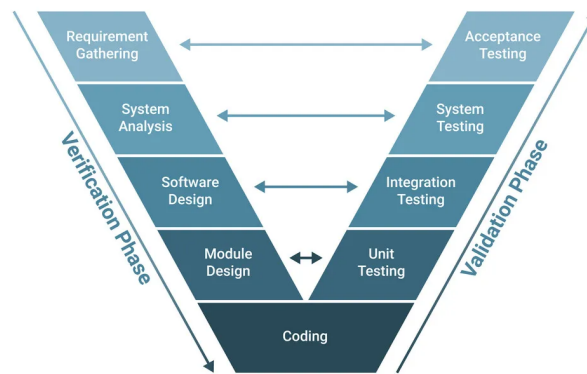 Requirement
Gathering
Acceptance
Testing
System
Analysis
System
Testing
Software
Design
Integration
Testing
Module
Design
Unit
Testing
Coding
Verification Phase
Validation Phase